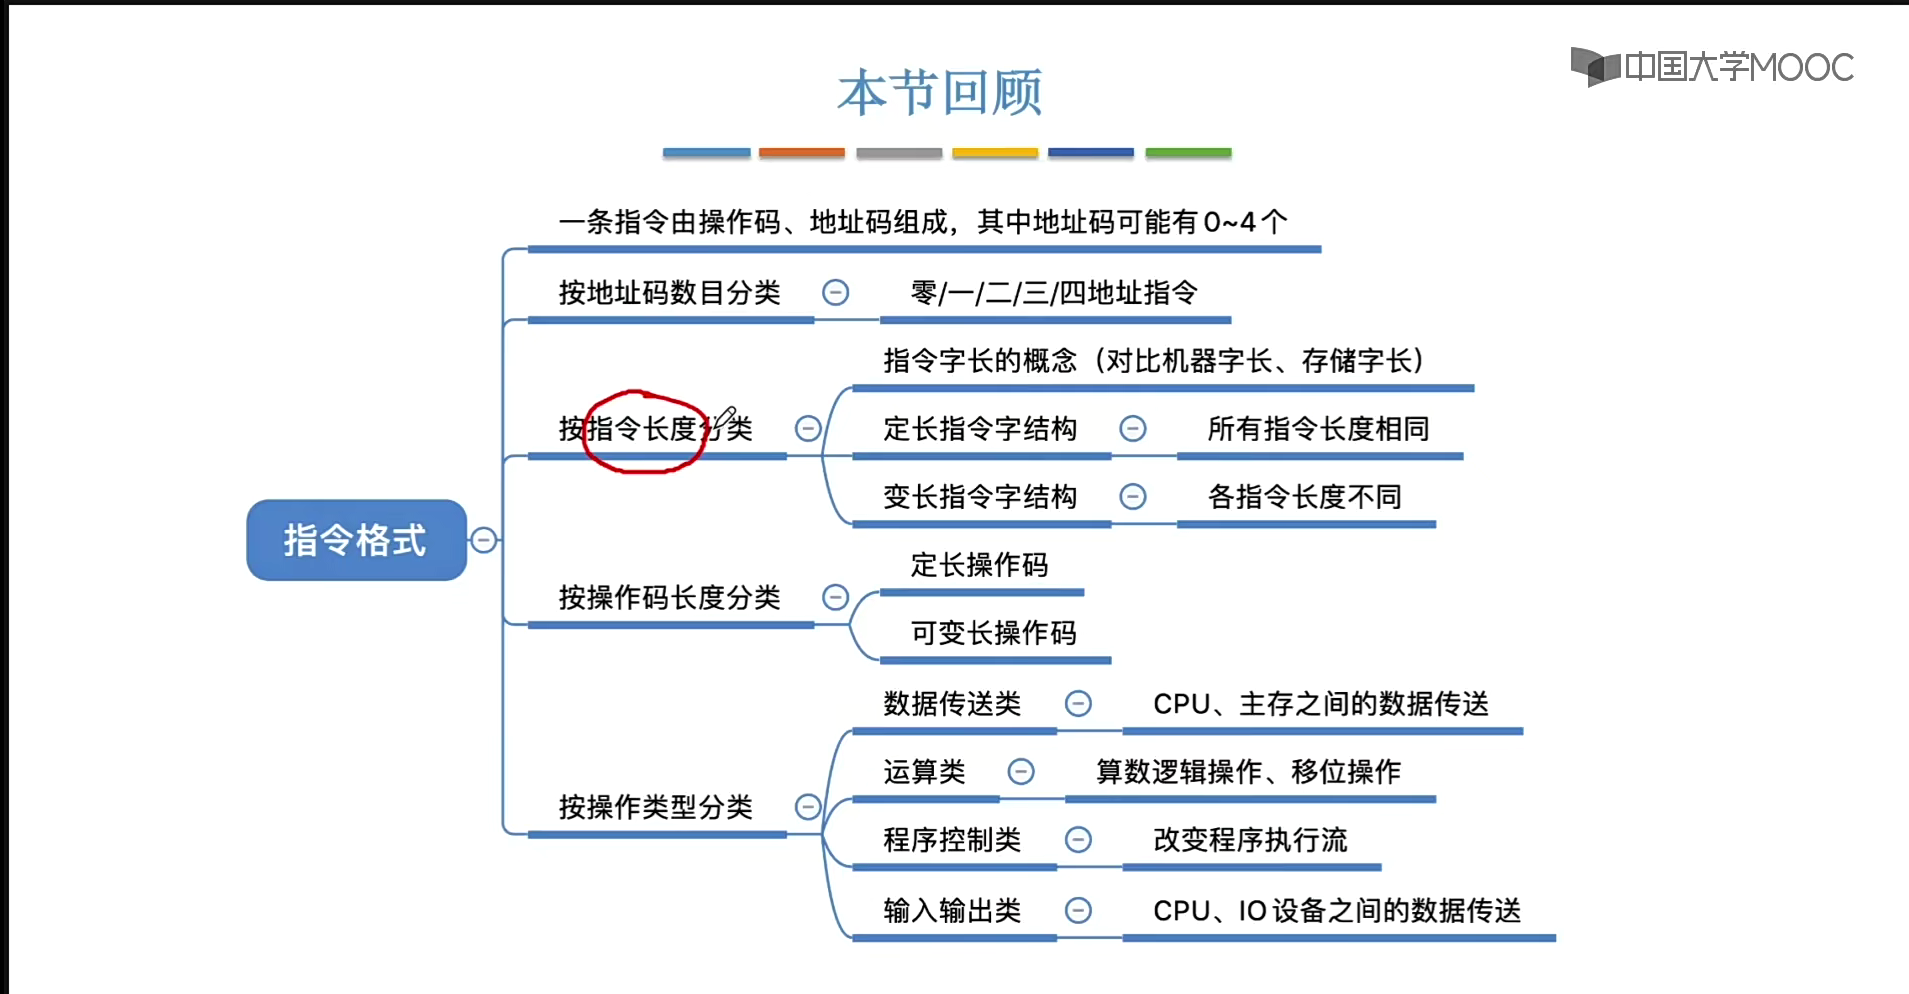 中国大学MOOC
本节回顾
一条指令由操作码、地址码组成，其中地址码可能有0~4个
按地址码数目分类
零/一/二/三/四地址指令
按指令长度分类
指令字长的概念（对比机器字长、存储字长）
定长指令字结构
所有指令长度相同
变长指令字结构
各指令长度不同
指令格式
按操作码长度分类
定长操作码
可变长操作码
按操作类型分类
数据传送类
CPU、主存之间的数据传送
运算类
算数逻辑操作、移位操作
程序控制类
改变程序执行流
输入输出类
CPU、IO设备之间的数据传送